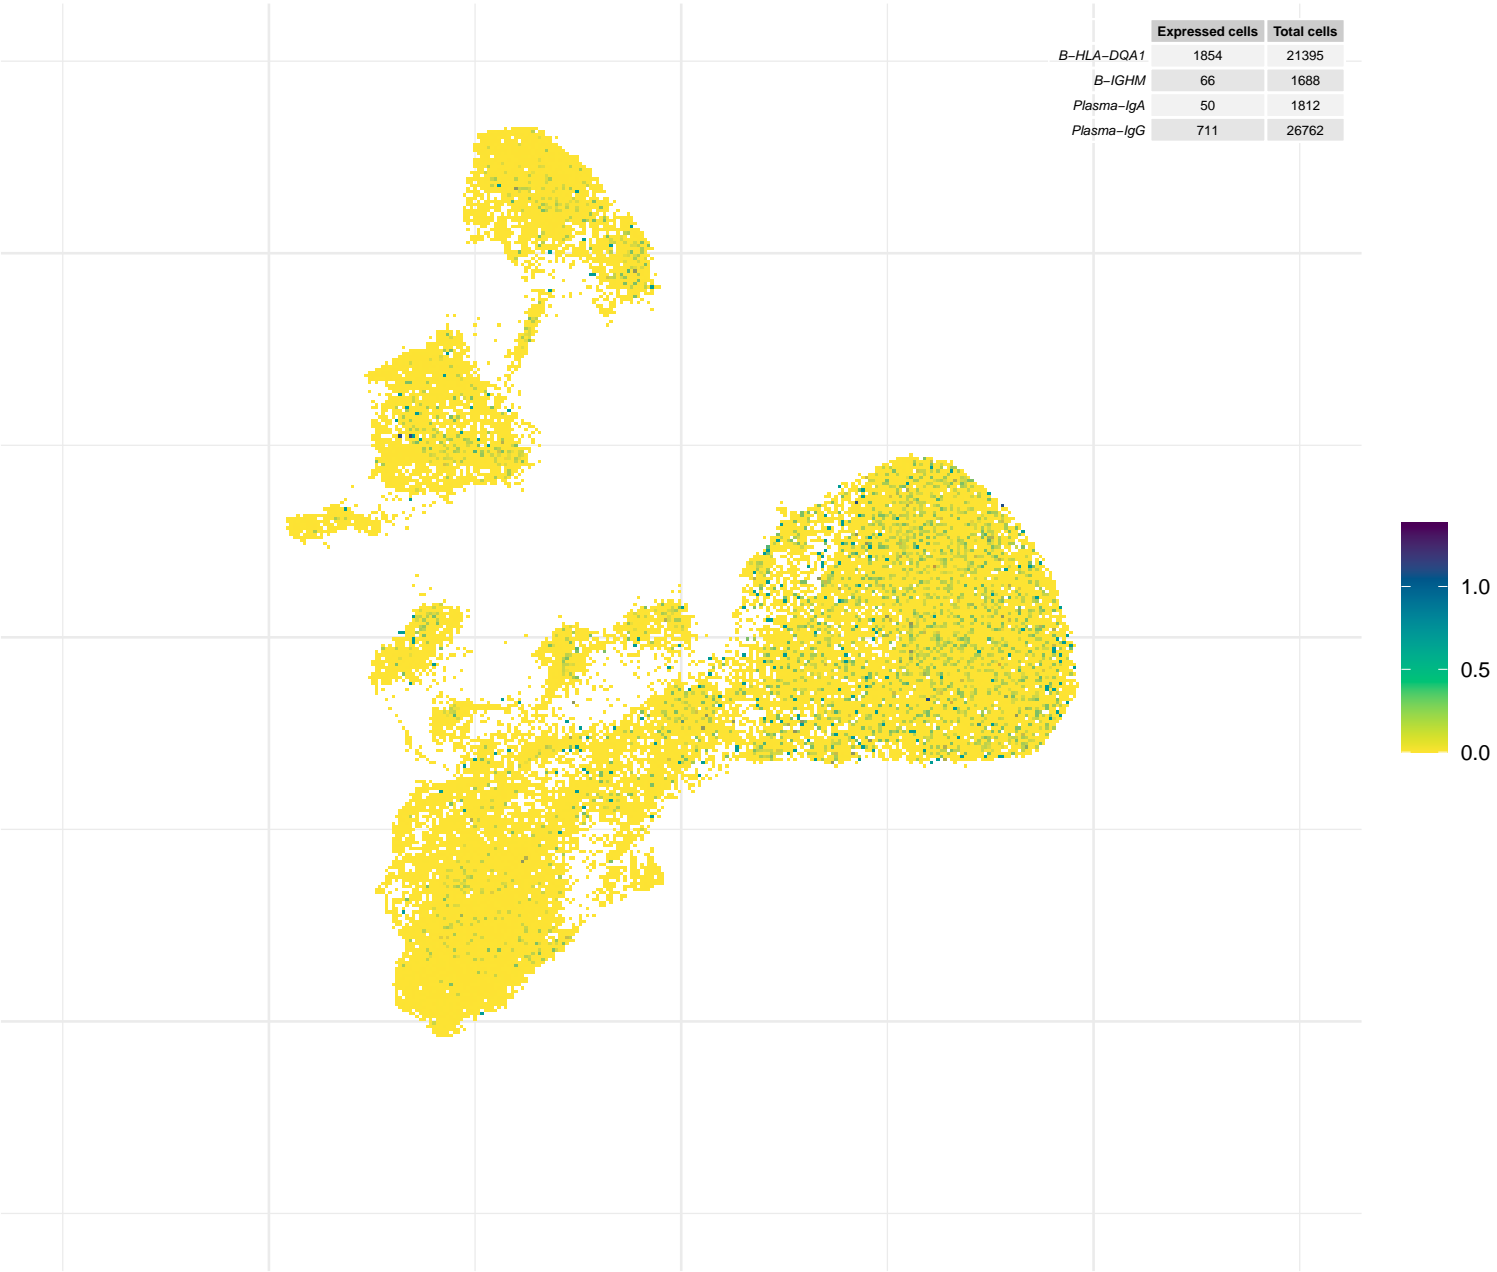 Expressed cells Total cells
B−HLA−DQA1 1854 21395
B−IGHM 66 1688
Plasma−IgA 50 1812
Plasma−IgG 711 26762
1.0
0.5
0.0